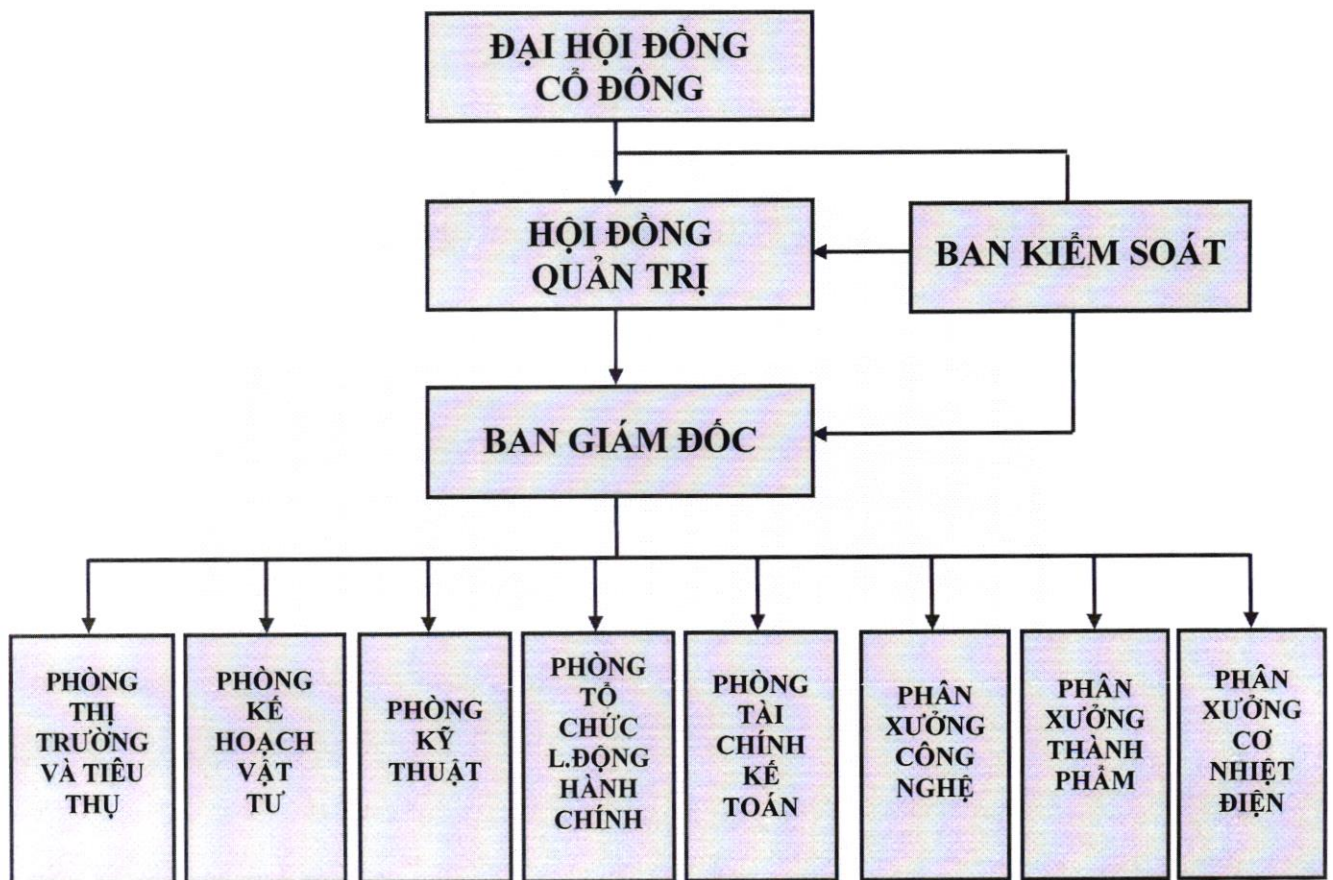 ĐẠI HỘI ĐỒNG
CỔ ĐÔNG
HỘI ĐỒNG
QUẢN TRỊ
BAN KIỂM SOÁT
BAN GIÁM ĐỐC
PHÒNG
THỊ
TRƯỜNG
VÀ TIÊU
THỤ
PHÒNG
KẾ
HOẠCH
VẬT
TƯ
PHÒNG
KỸ
THUẬT
PHÒNG
TỔ
CHỨC
L.ĐỘNG
HÀNH
CHÍNH
PHÒNG
TÀI
CHÍNH
KẾ
TOÁN
PHÂN
XƯỞNG
CÔNG
NGHỆ
PHÂN
XƯỞNG
THÀNH
PHẨM
PHÂN
XƯỞNG
CƠ
NHIỆT
ĐIỆN